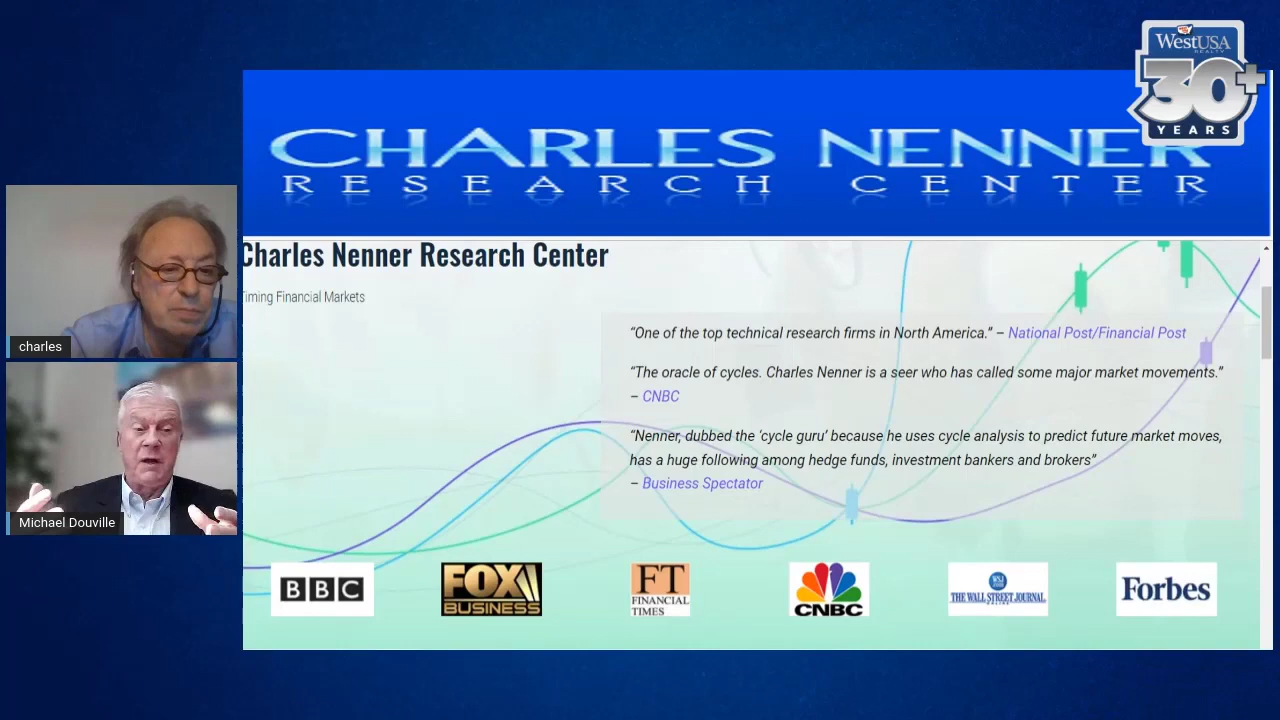 WestUSA
REALTY
30+
YEARS
CHARLES NENNER
RESEARCH CENTER
Charles Nenner Research Center
Timing Financial Markets
“One of the top technical research firms in North America.” – National Post/Financial Post
“The oracle of cycles. Charles Nenner is a seer who has called some major market movements.”
– CNBC
“Nenner, dubbed the ‘cycle guru’ because he uses cycle analysis to predict future market moves,
has a huge following among hedge funds, investment bankers and brokers”
– Business Spectator
charles
Michael Douville
BBC
FOX
BUSINESS
FT
FINANCIAL
TIMES
CNBC
WSJ
THE WALL STREET JOURNAL
Forbes